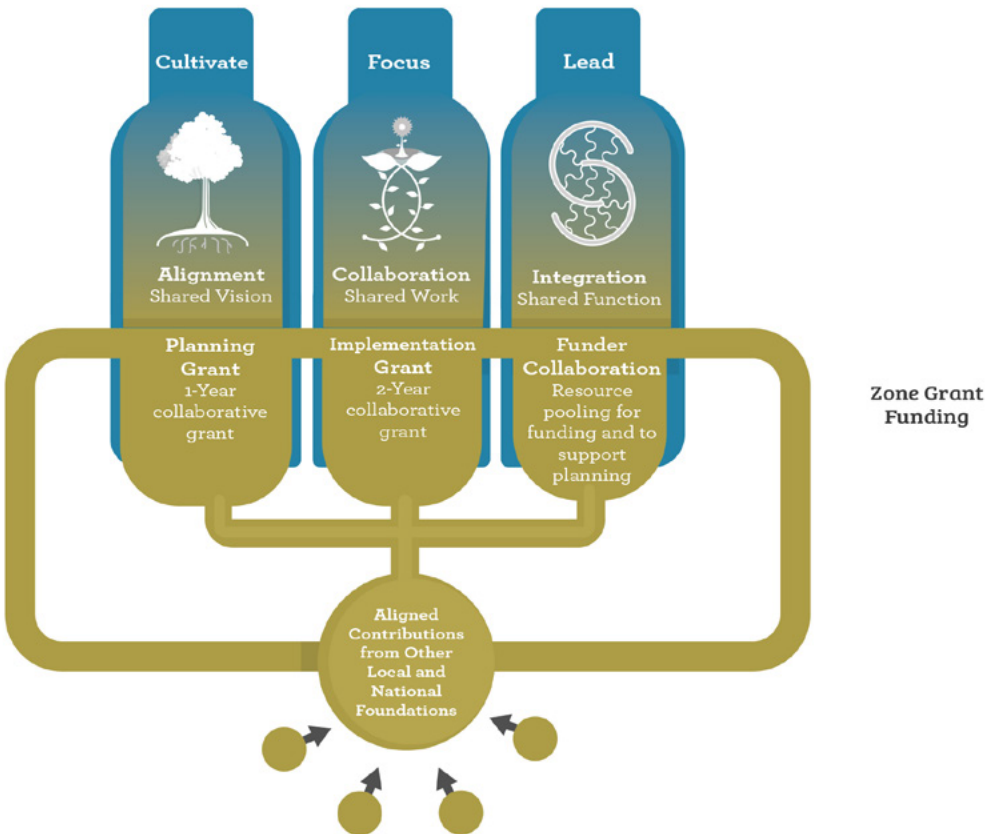 Cultivate
Focus
Lead
Alignment
Shared Vision
Collaboration
Shared Work
Integration
Shared Function
Planning
Grant
1-Year
collaborative
grant
Implementation
Grant
2-Year
collaborative
grant
Funder
Collaboration
Resource
pooling for
funding and to
support
planning
Zone Grant
Funding
Aligned
Contributions
from Other
Local and
National
Foundations